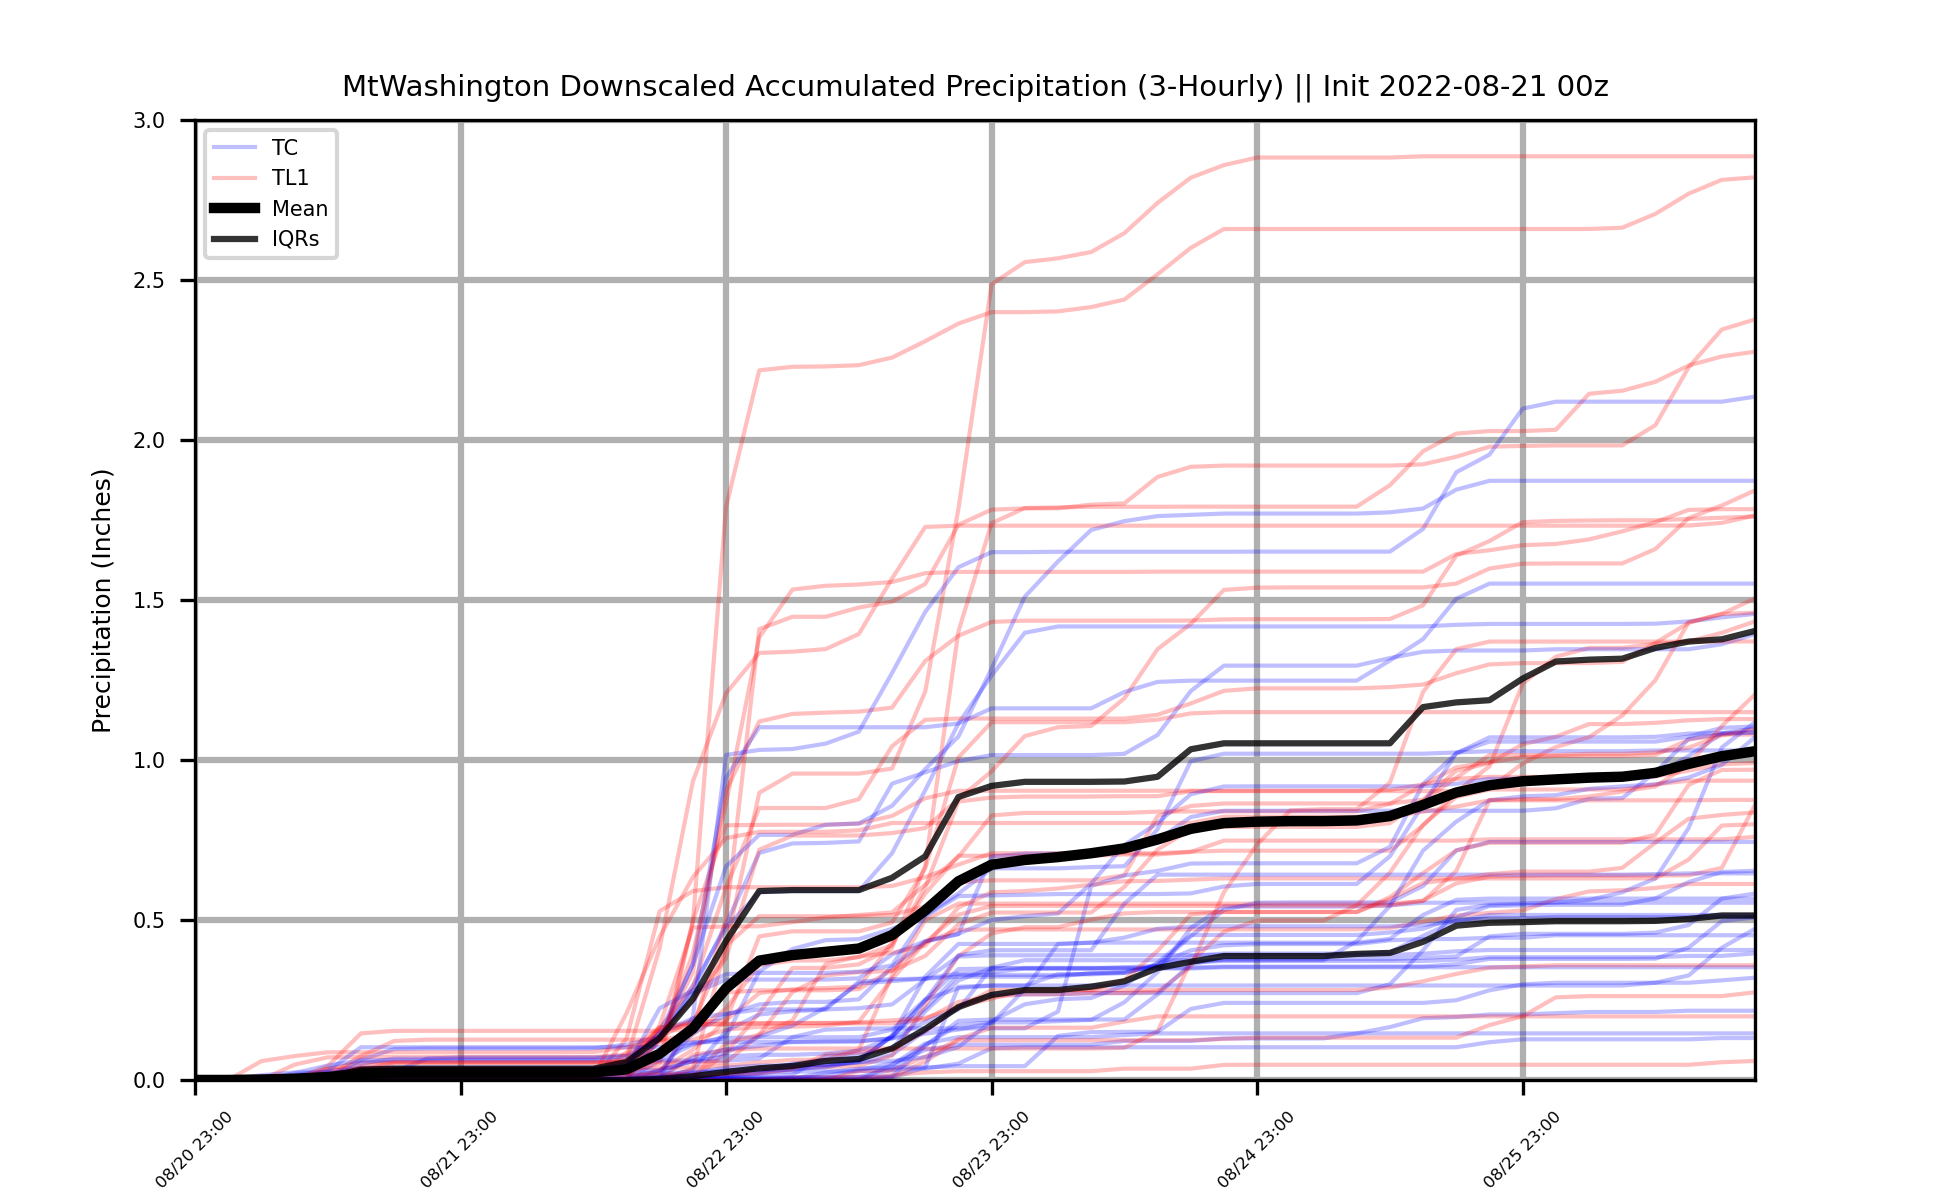 MtWashington Downscaled Accumulated Precipitation (3-Hourly) || Init 2022-08-21 00z
3.0
2.5
2.0
1.5
1.0
0.5
0.0
Precipitation (Inches)
TC
TL1
Mean
IQRs
08/20 23:00
08/21 23:00
08/22 23:00
08/23 23:00
08/24 23:00
08/25 23:00